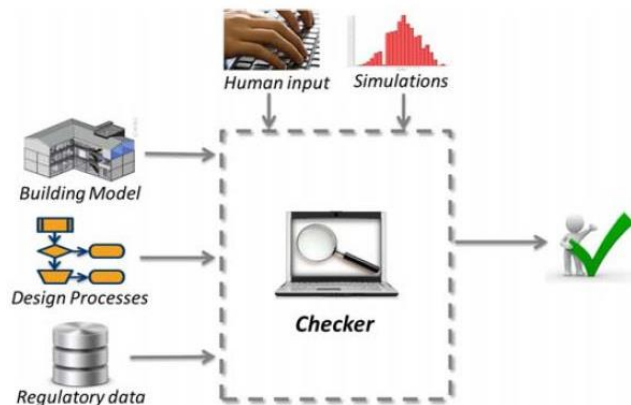 Human input
Simulations
Building Model
Design Processes
Checker
Regulatory data